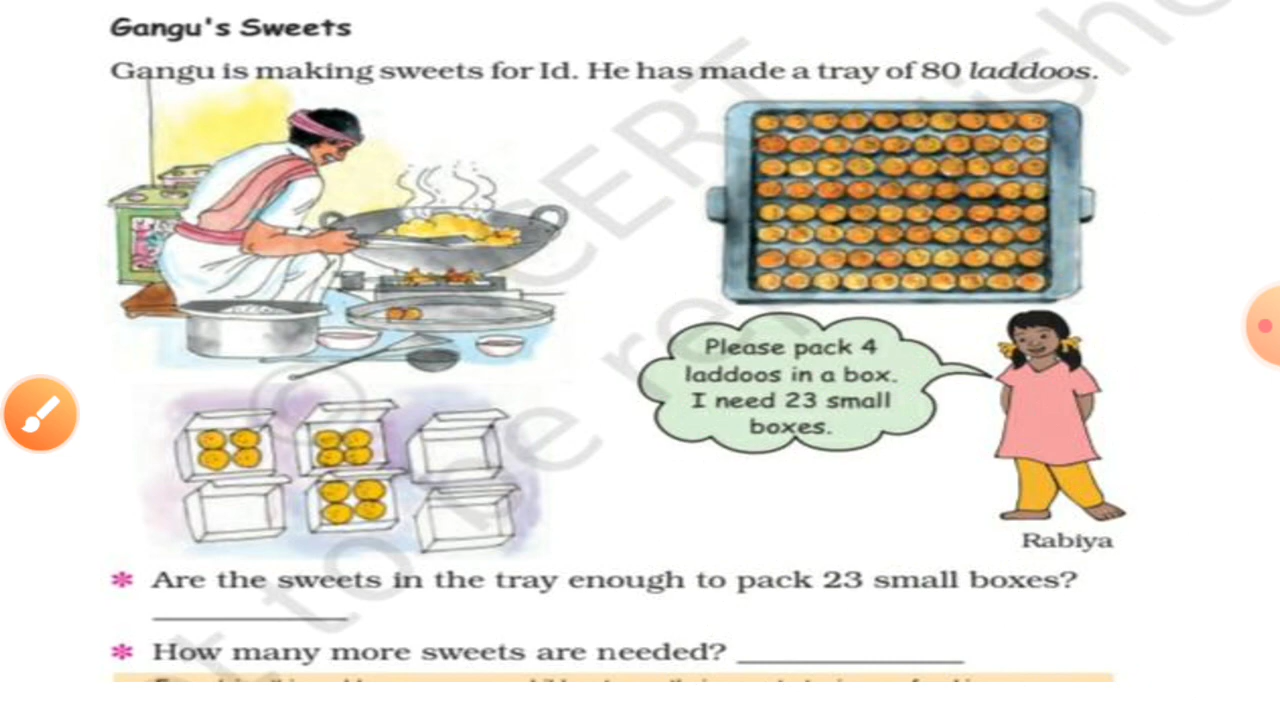 Gangu's Sweets
Gangu is making sweets for Id. He has made a tray of 80 laddoos.
Please pack 4
laddoos in a box.
I need 23 small
boxes.
Rabiya
* Are the sweets in the tray enough to pack 23 small boxes?
* How many more sweets are needed?